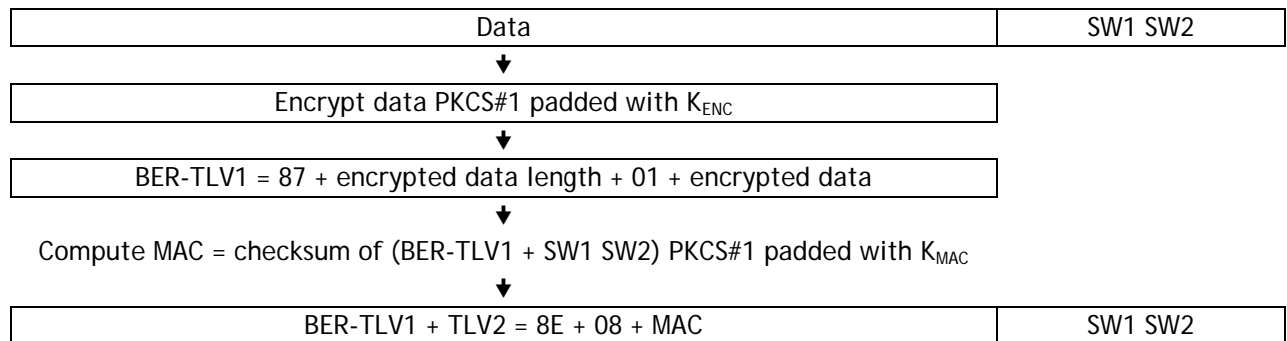 Data SW1 SW2
Encrypt data PKCS#1 padded with KENC
BER-TLV1 = 87 + encrypted data length + 01 + encrypted data
Compute MAC = checksum of (BER-TLV1 + SW1 SW2) PKCS#1 padded with KMAC
BER-TLV1 + TLV2 = 8E + 08 + MAC SW1 SW2